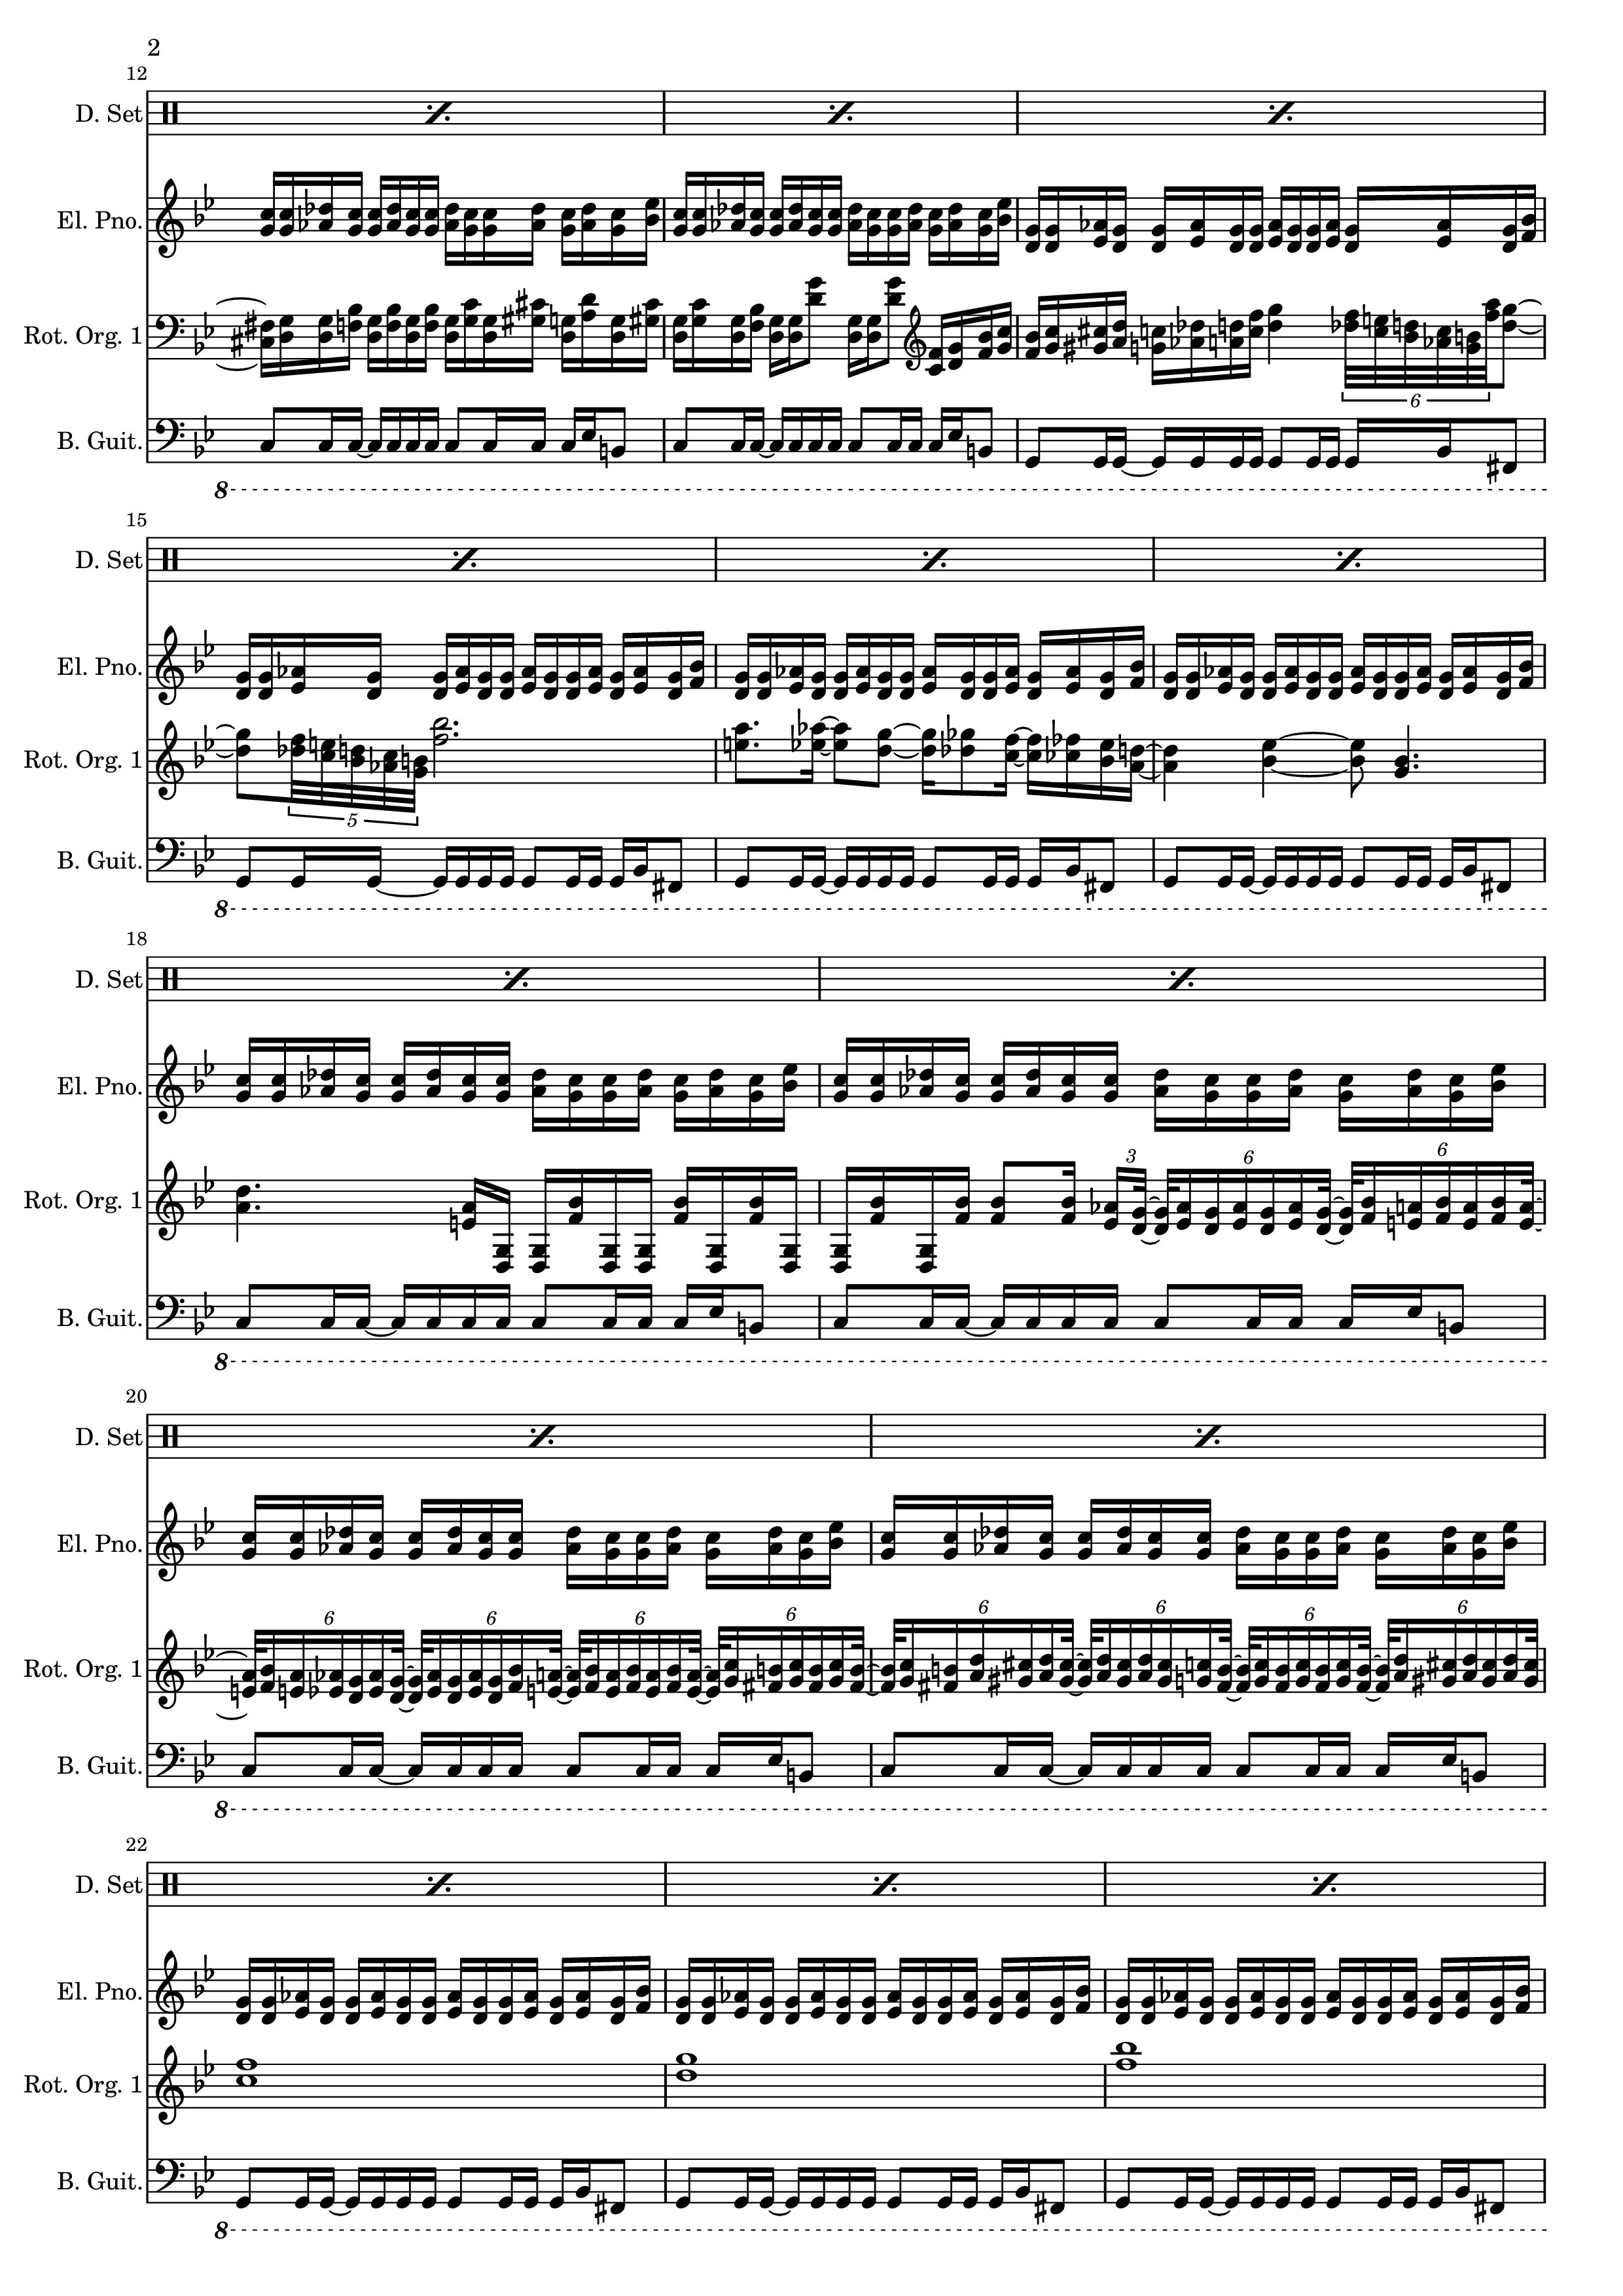 2
12
D. Set
El. Pno.
Rot. Org. 1
6
B. Guit.
8
15
D. Set
El. Pno.
Rot. Org. 1
5
B. Guit.
8
18
D. Set
El. Pno.
3 6 6
Rot. Org. 1
B. Guit.
8
20
D. Set
El. Pno.
6 6 6 6 6 6 6 6
Rot. Org. 1
B. Guit.
8
22
D. Set
El. Pno.
Rot. Org. 1
B. Guit.
8